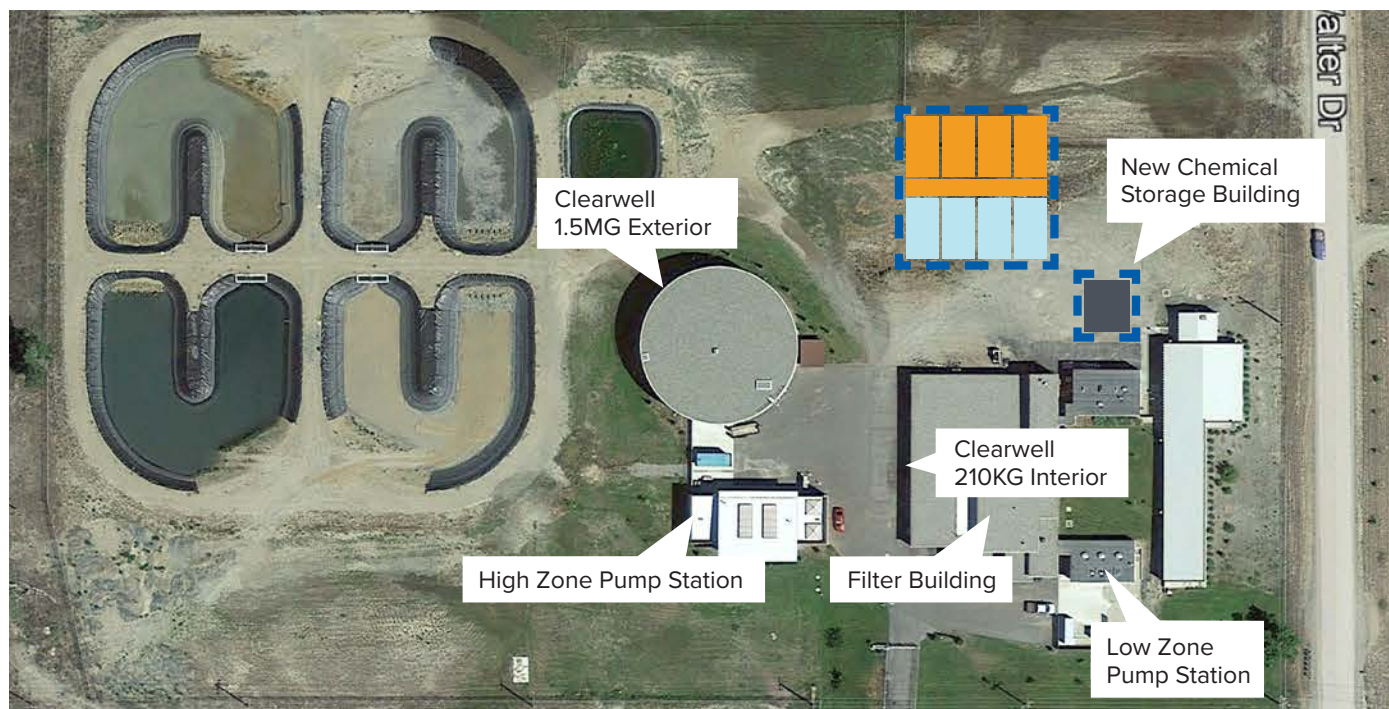 Walter Dr
New Chemical
Storage Building
Clearwell
1.5MG Exterior
Clearwell
210KG Interior
High Zone Pump Station
Filter Building
Low Zone
Pump Station